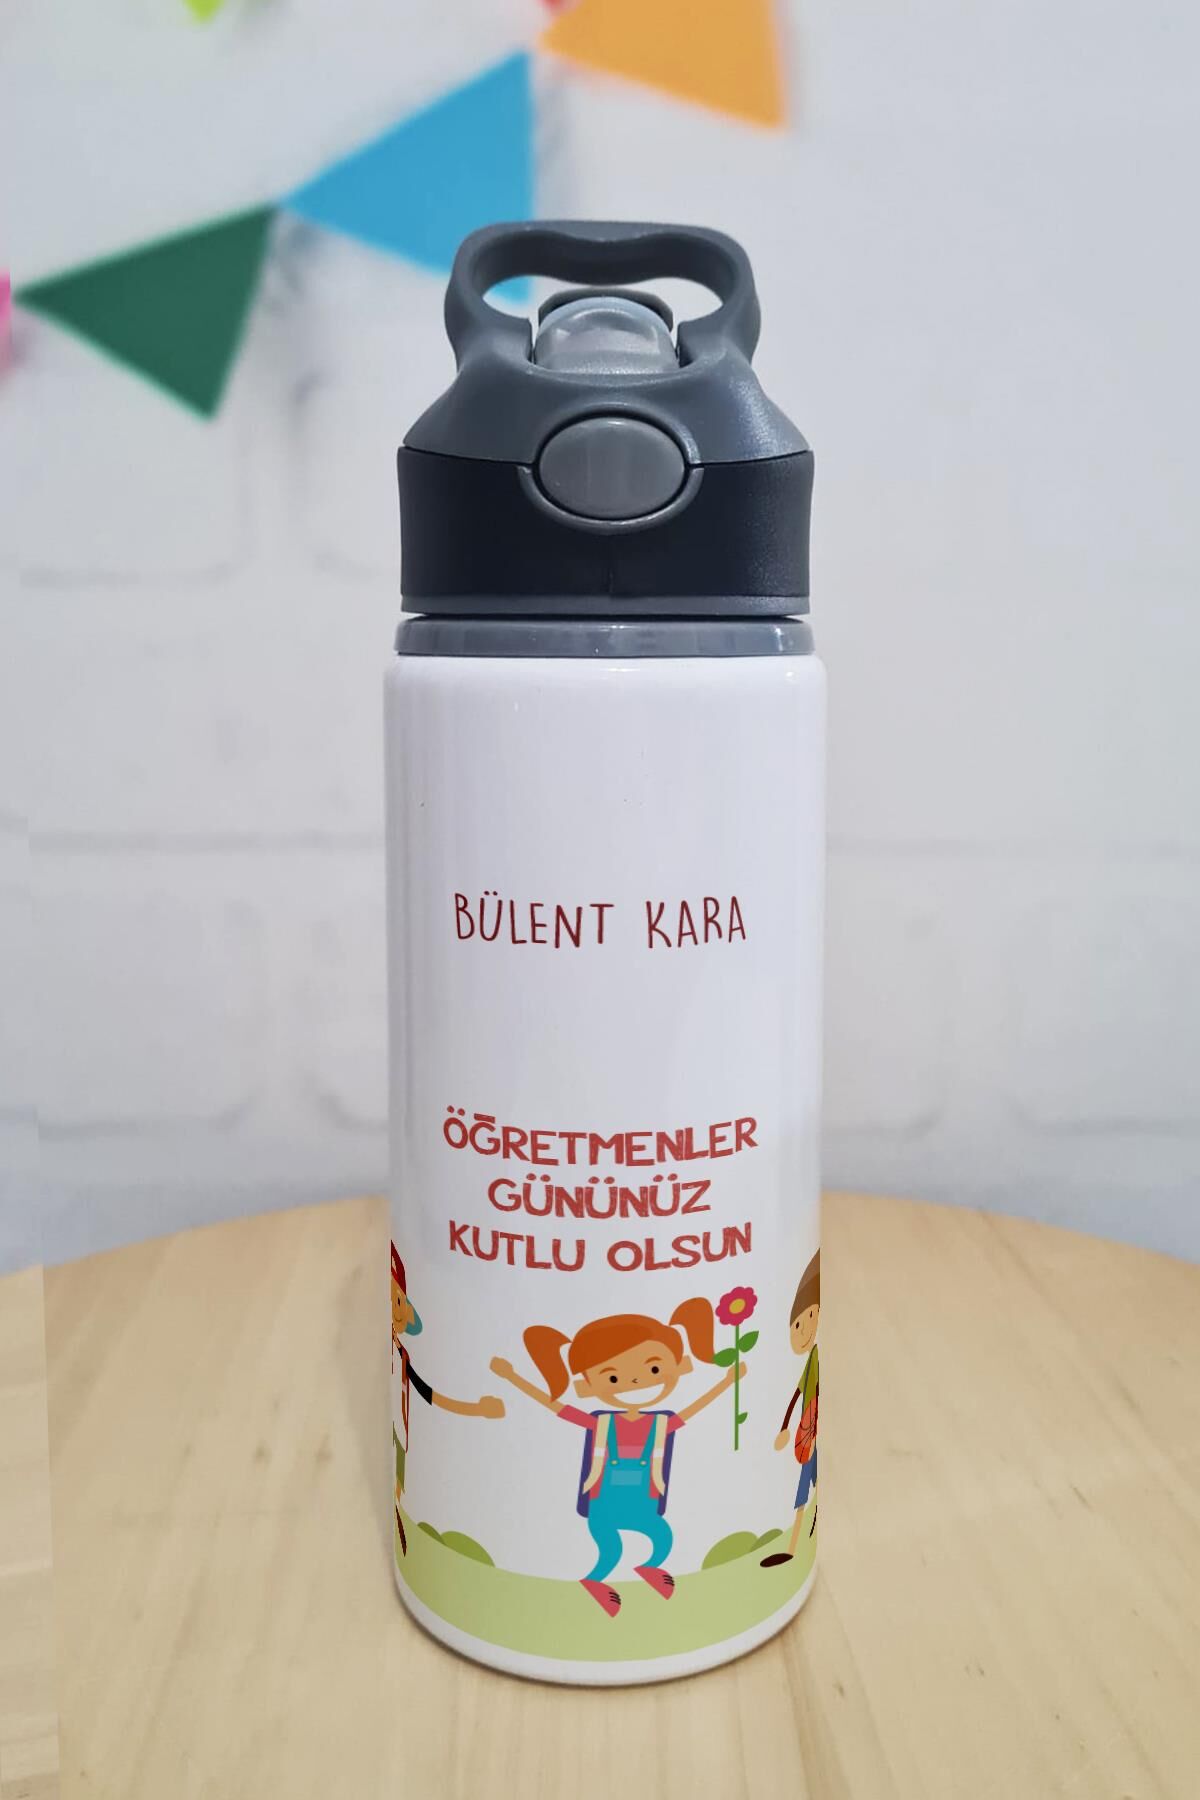 BÜLENT KARA
ÖĞRETMENLER
GÜNÜNÜZ
KUTLU OLSUN